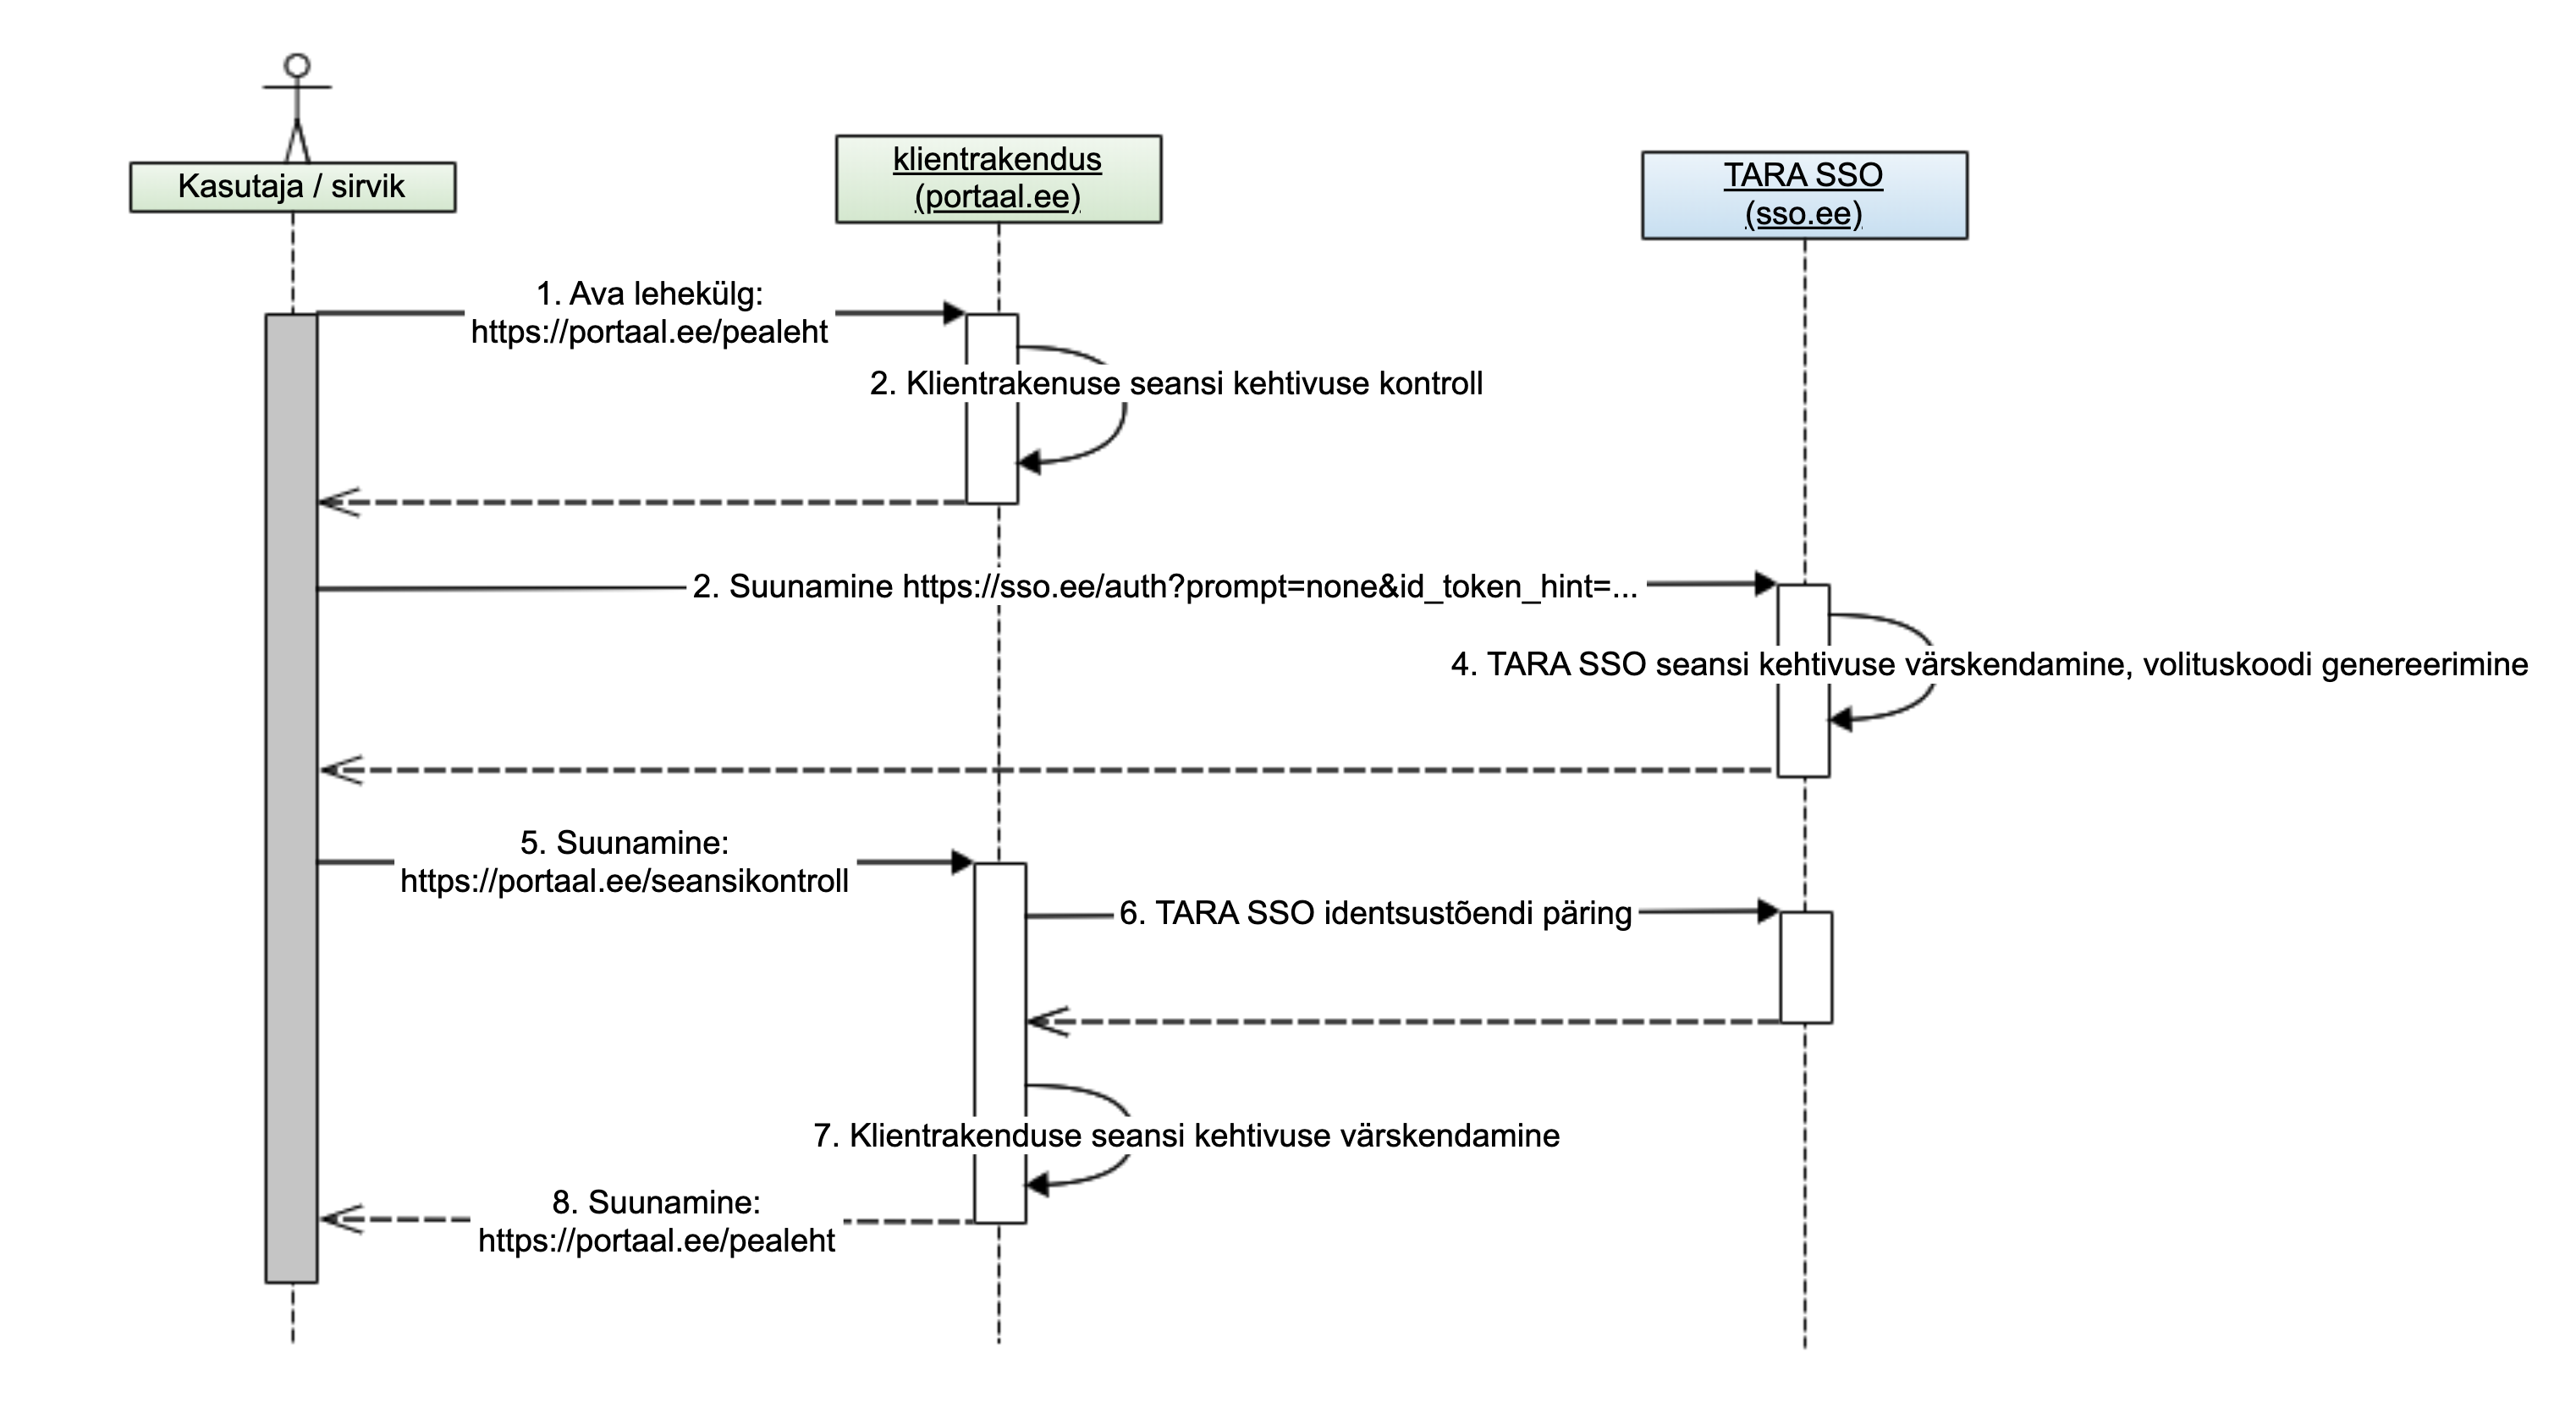 Kasutaja / sirvik
klientrakendus
(portaal.ee)
TARA SSO
(sso.ee)
1. Ava lehekülg:
https://portaal.ee/pealeht
2. Klientrakenuse seansi kehtivuse kontroll
2. Suunamine https://sso.ee/auth?prompt=none&id_token_hint=...
4. TARA SSO seansi kehtivuse värskendamine, volituskoodi genereerimine
5. Suunamine:
https://portaal.ee/seansikontroll
6. TARA SSO identsustõendi päring
7. Klientrakenduse seansi kehtivuse värskendamine
8. Suunamine:
https://portaal.ee/pealeht